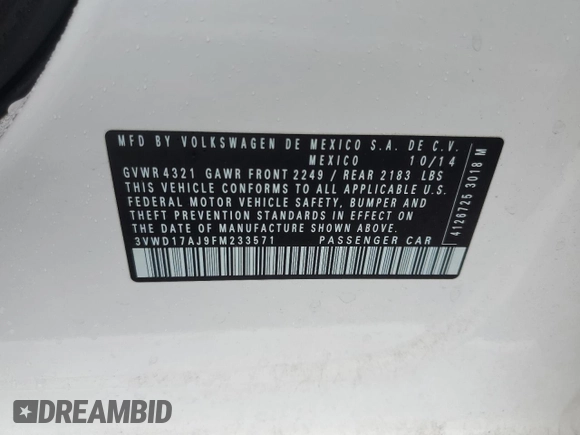 MFD BY VOLKSWAGEN DE MEXICO S.A. DE C.V.
MEXICO 10/14
GVWR 4321 GAWR FRONT 2249 / REAR 2183 LBS
THIS VEHICLE CONFORMS TO ALL APPLICABLE U.S.
FEDERAL MOTOR VEHICLE SAFETY, BUMPER AND
THEFT PREVENTION STANDARDS IN EFFECT ON
THE DATE OF MANUFACTURE SHOWN ABOVE.
3VWD17AJ9FM233571 PASSENGER CAR
4126725 3018 M
DREAMBID